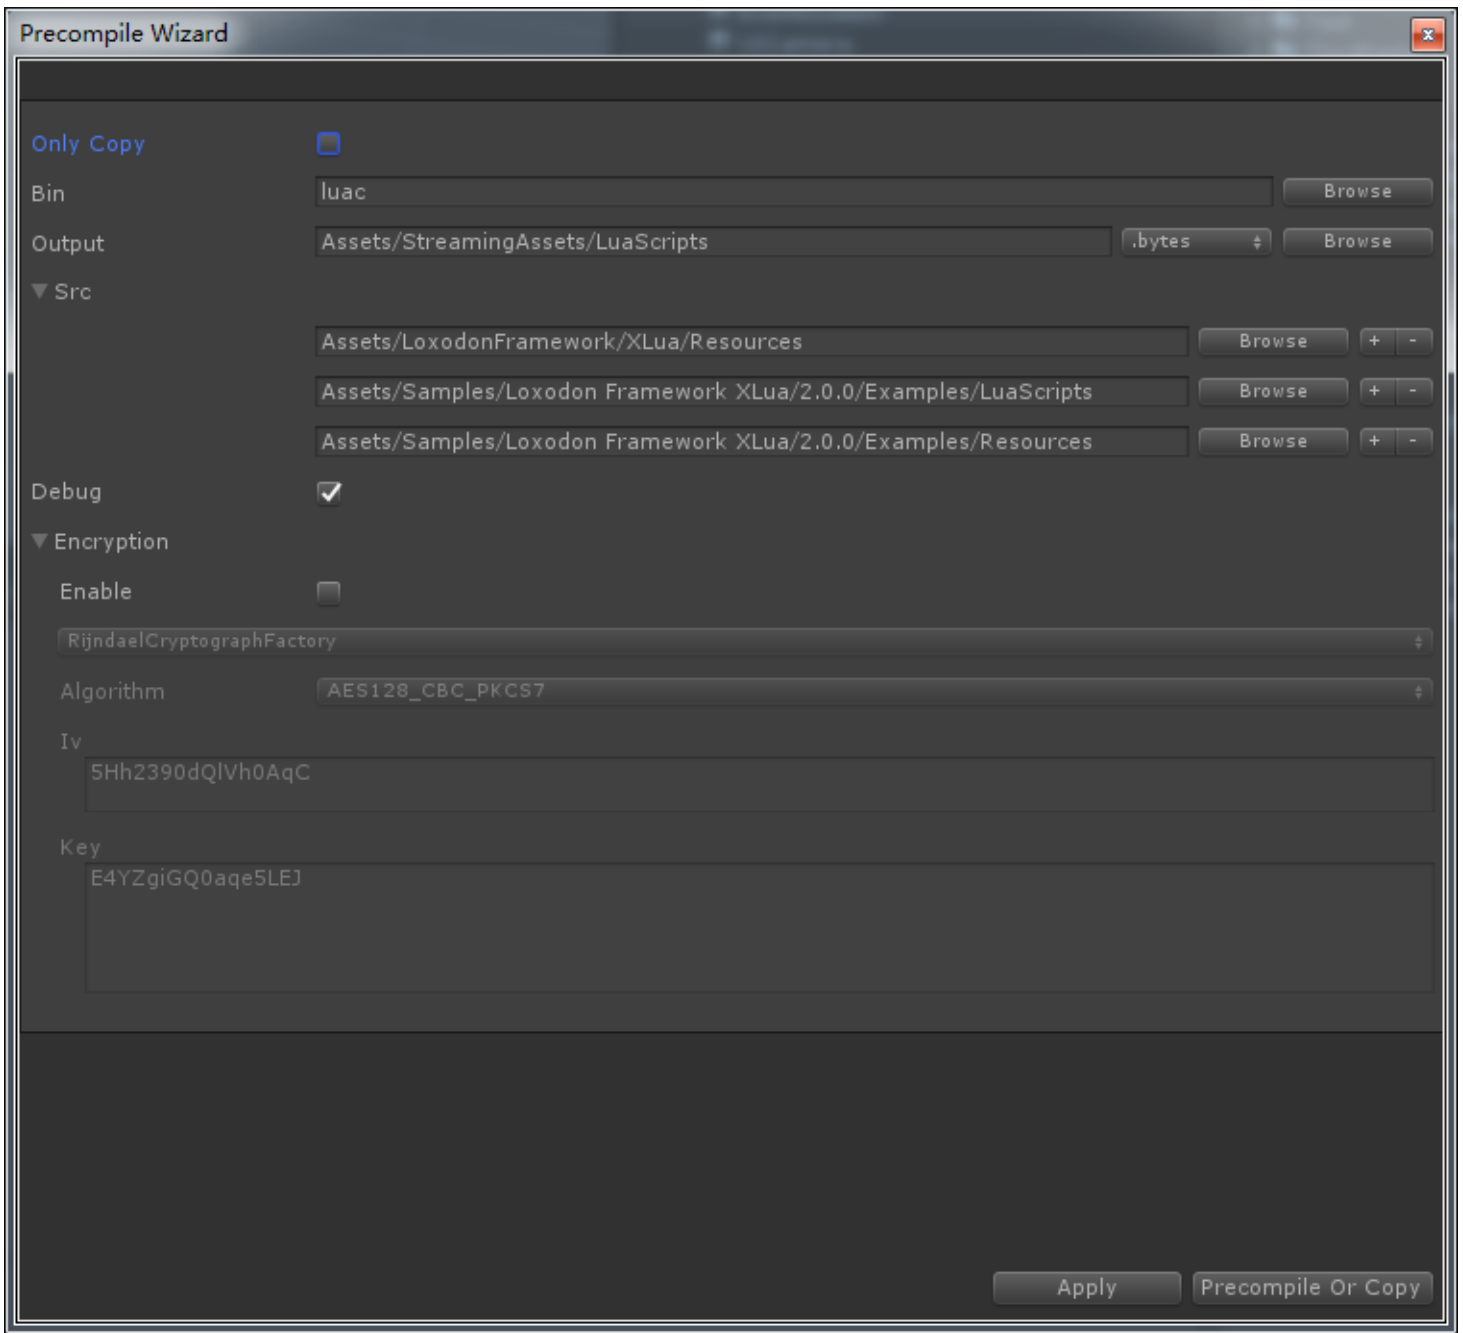 Precompile Wizard
Only Copy
Bin luac Browse
Output Assets/StreamingAssets/LuaScripts .bytes Browse
Src
Assets/LoxodonFramework/XLua/Resources Browse + -
Assets/Samples/Loxodon Framework XLua/2.0.0/Examples/LuaScripts Browse + -
Assets/Samples/Loxodon Framework XLua/2.0.0/Examples/Resources Browse + -
Debug
Encryption
Enable
RijndaelCryptographFactory
Algorithm AES128_CBC_PKCS7
Iv
5Hh2390dQlVh0AqC
Key
E4YZgiGQ0aqe5LEJ
Apply Precompile Or Copy